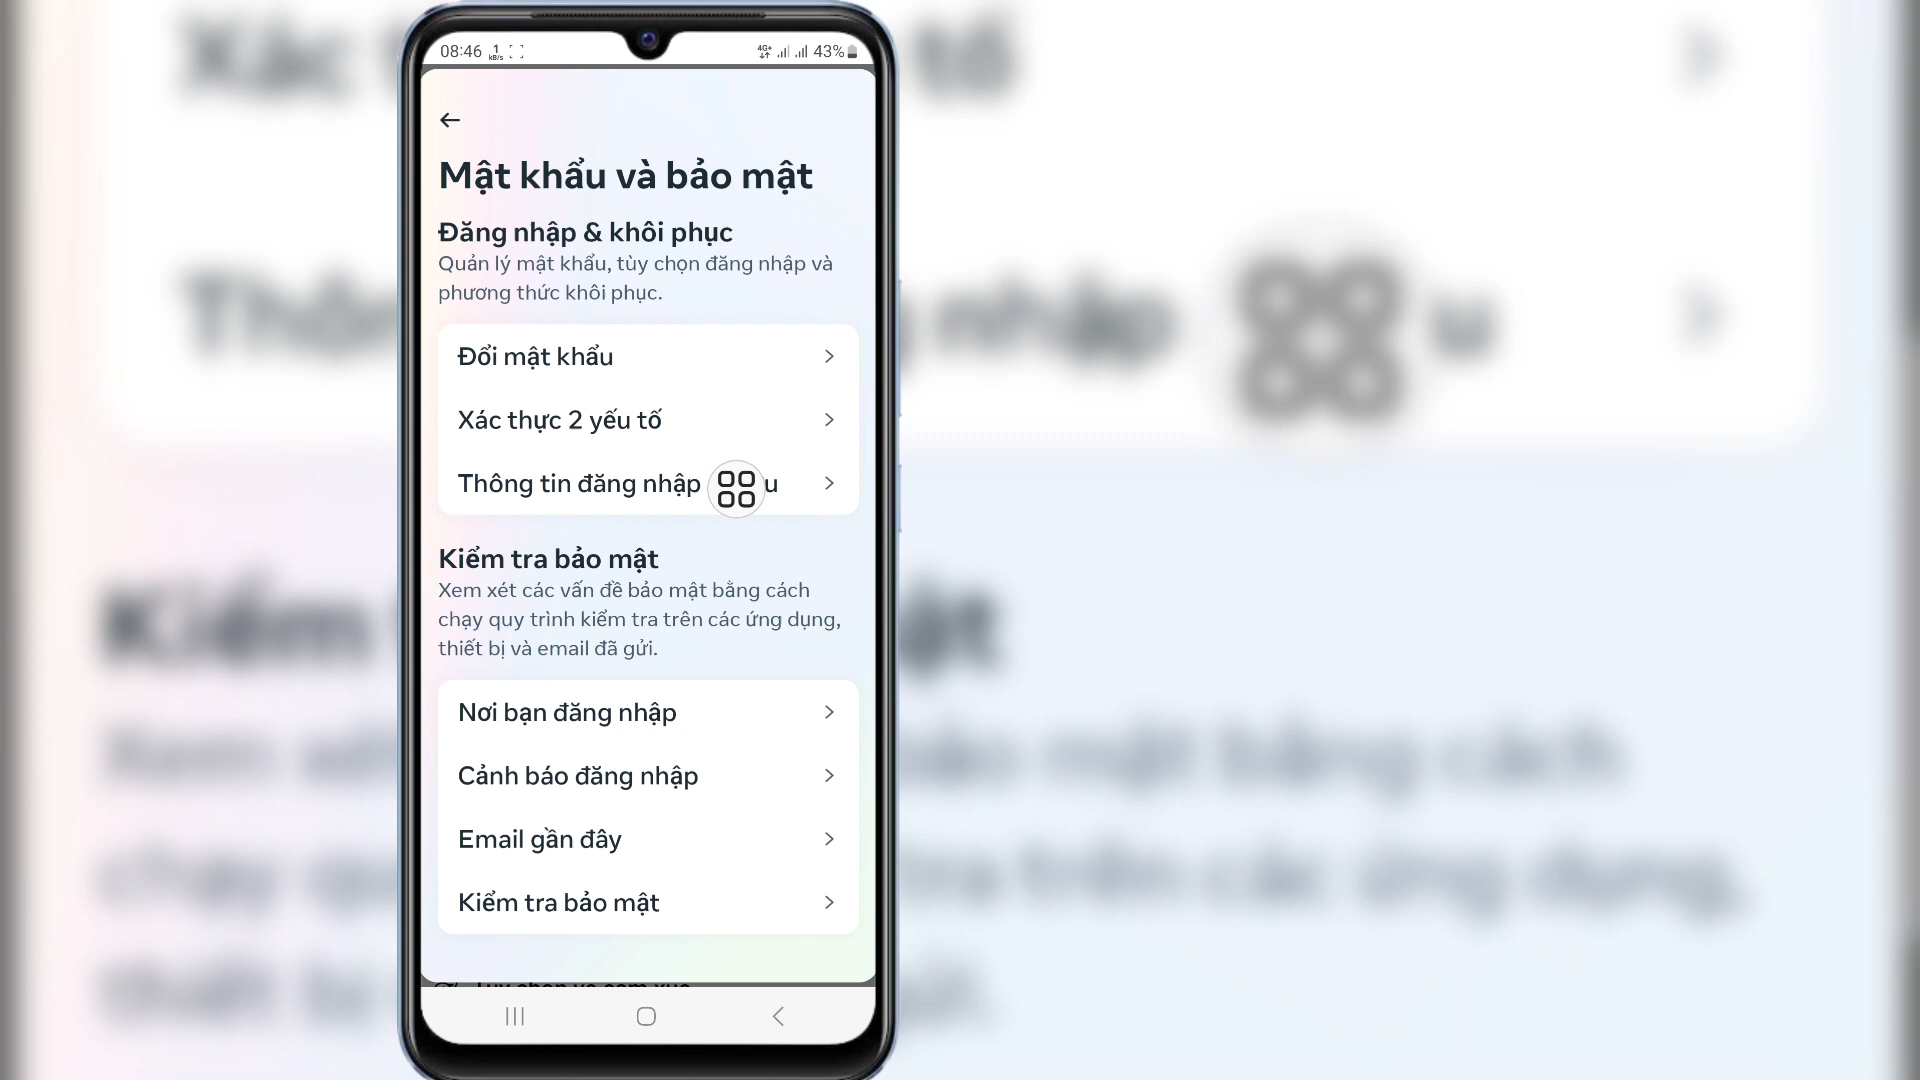 08:46 1 kB/s 4G+ 43%
Mật khẩu và bảo mật
Đăng nhập & khôi phục
Quản lý mật khẩu, tùy chọn đăng nhập và
phương thức khôi phục.
Đổi mật khẩu
Xác thực 2 yếu tố
Thông tin đăng nhập u
Kiểm tra bảo mật
Xem xét các vấn đề bảo mật bằng cách
chạy quy trình kiểm tra trên các ứng dụng,
thiết bị và email đã gửi.
Nơi bạn đăng nhập
Cảnh báo đăng nhập
Email gần đây
Kiểm tra bảo mật